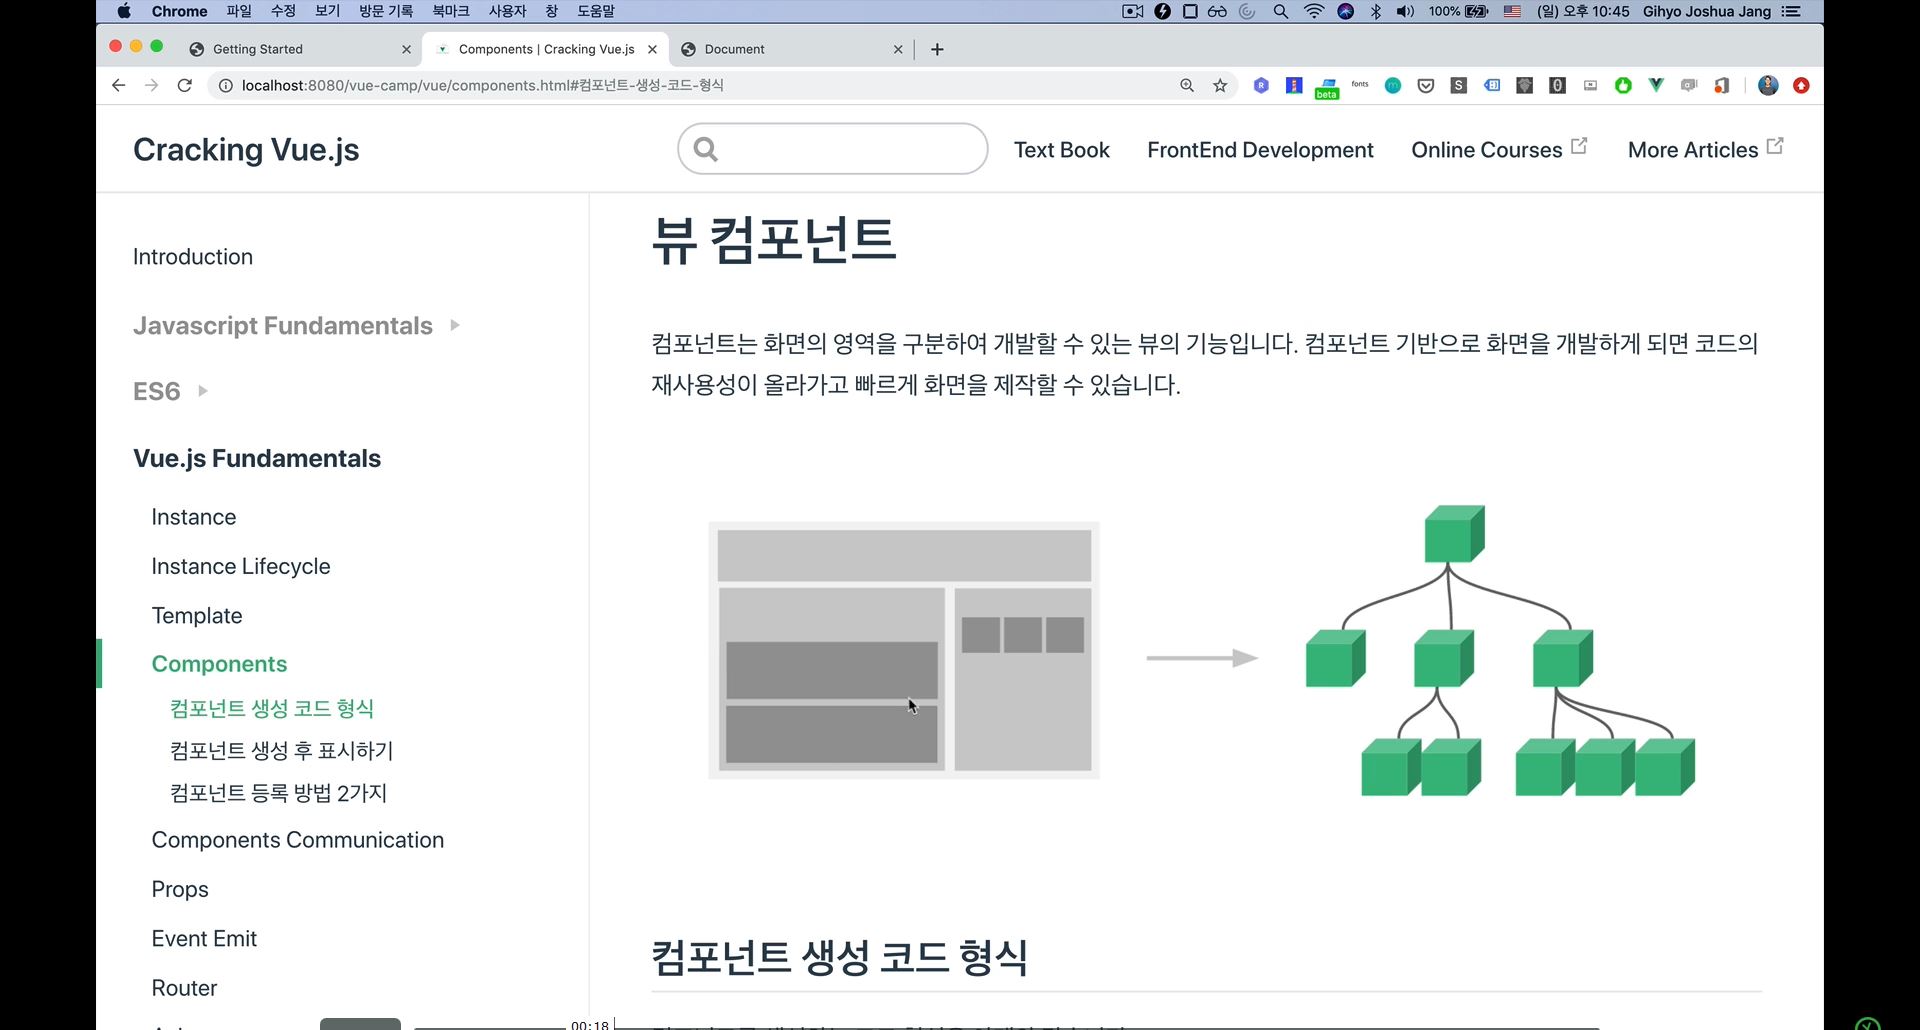 Chrome 파일 수정 보기 방문 기록 북마크 사용자 창 도움말 100% (일) 오후 10:45 Gihyo Joshua Jang
Getting Started Components | Cracking Vue.js Document
localhost:8080/vue-camp/vue/components.html#컴포넌트-생성-코드-형식
beta fonts
Cracking Vue.js Text Book FrontEnd Development Online Courses More Articles
Introduction
Javascript Fundamentals
ES6
Vue.js Fundamentals
Instance
Instance Lifecycle
Template
Components
컴포넌트 생성 코드 형식
컴포넌트 생성 후 표시하기
컴포넌트 등록 방법 2가지
Components Communication
Props
Event Emit
Router
뷰 컴포넌트
컴포넌트는 화면의 영역을 구분하여 개발할 수 있는 뷰의 기능입니다. 컴포넌트 기반으로 화면을 개발하게 되면 코드의
재사용성이 올라가고 빠르게 화면을 제작할 수 있습니다.
컴포넌트 생성 코드 형식
00:18